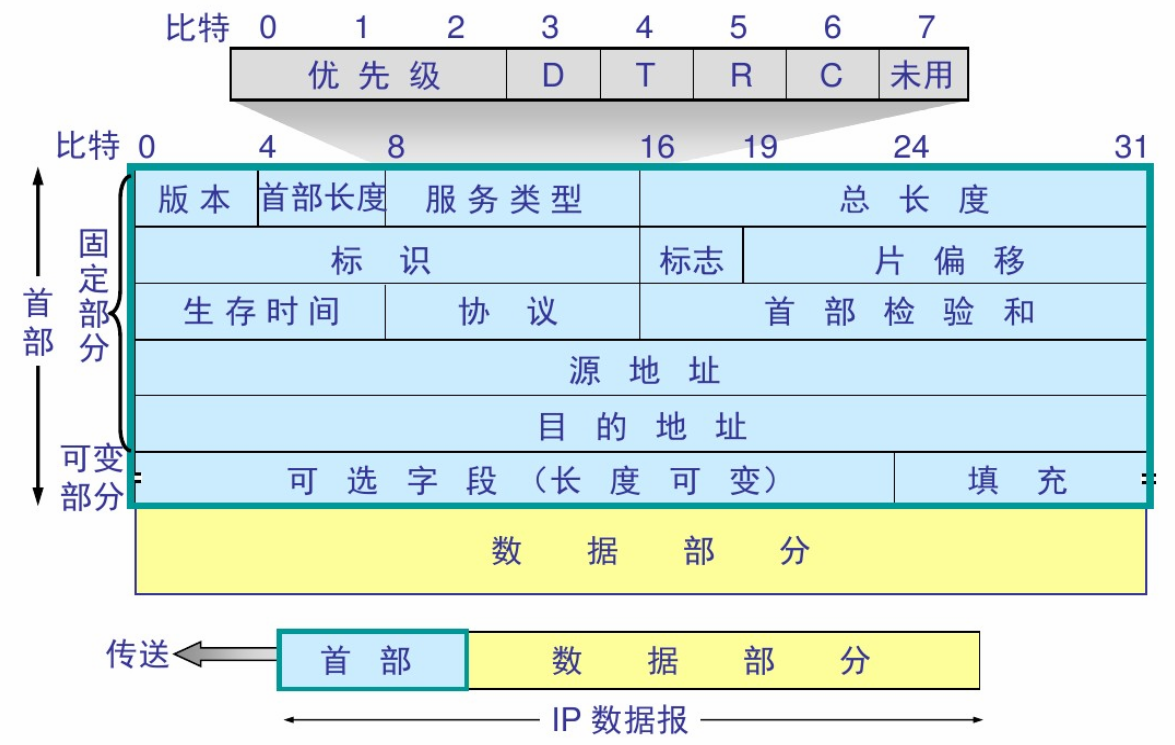 比特 0 1 2 3 4 5 6 7
优先级 D T R C 未用
比特 0 4 8 16 19 24 31
版本 首部长度 服务类型 总长度
标识 标志 片偏移
生存时间 协议 首部检验和
源地址
目的地址
可选字段（长度可变） 填充
数据部分
首部
固定部分
可变
部分
传送 首部 数据部分
IP 数据报